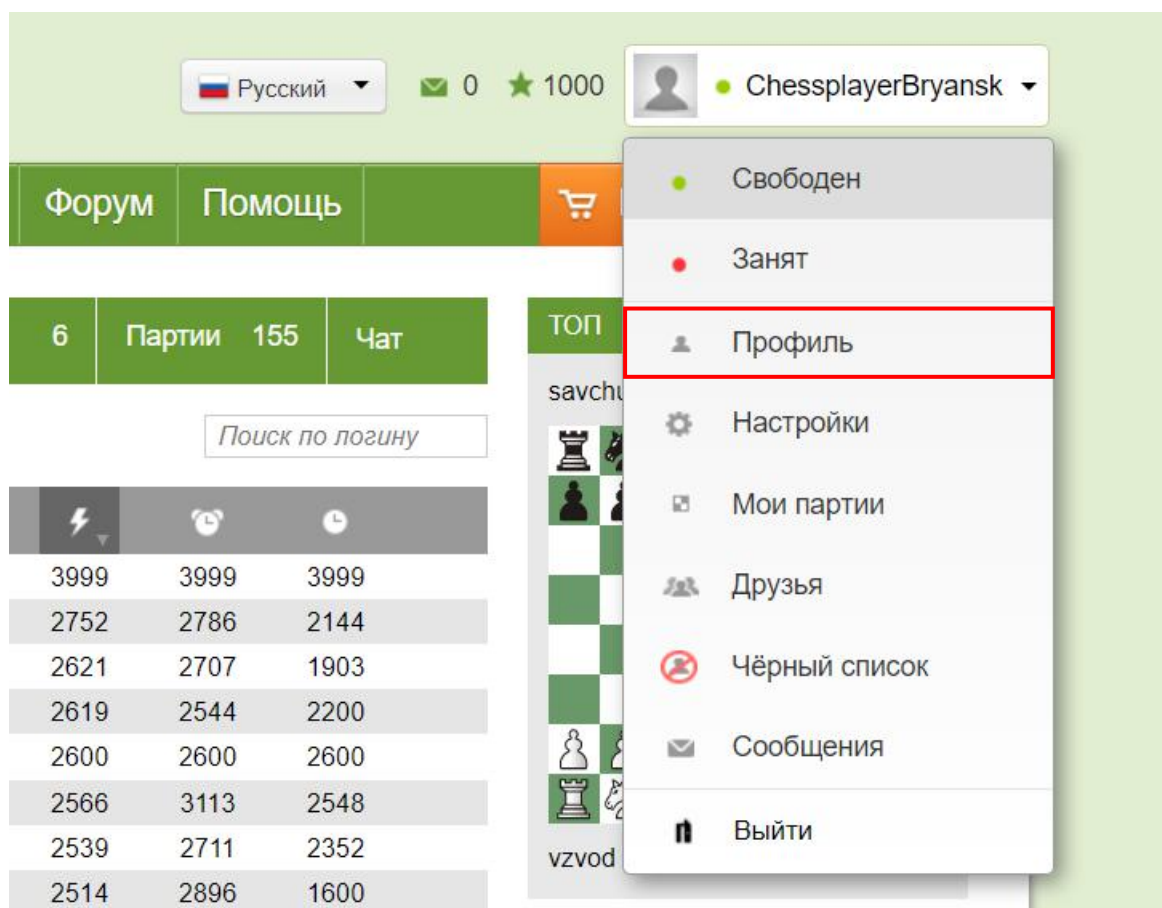 Русский 0 1000 ChessplayerBryansk
Форум Помощь
Свободен
Занят
Профиль
Настройки
Мои партии
Друзья
Чёрный список
Сообщения
Выйти
6 Партии 155 Чат
Поиск по логину
3999 3999 3999
2752 2786 2144
2621 2707 1903
2619 2544 2200
2600 2600 2600
2566 3113 2548
2539 2711 2352
2514 2896 1600
ТОП
vzvod